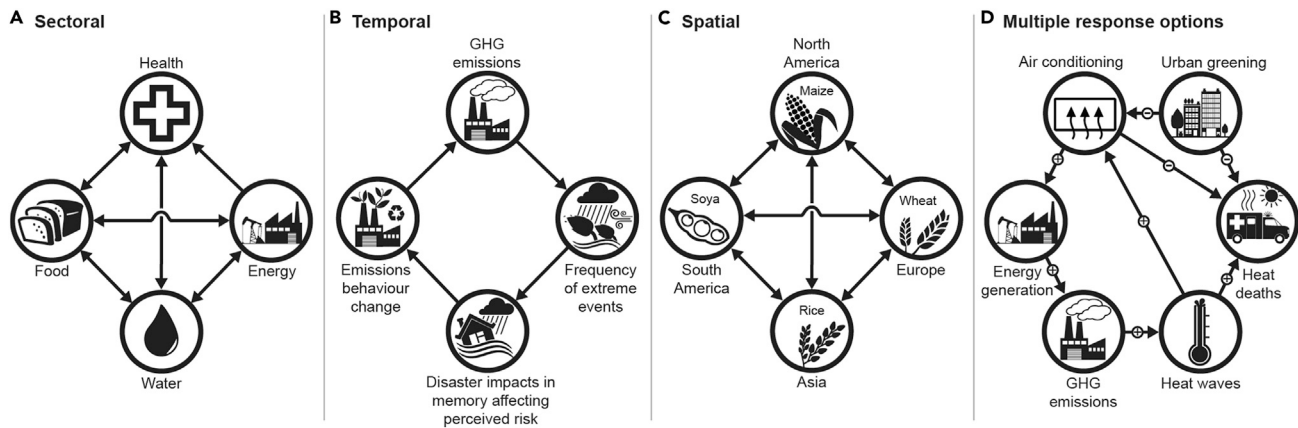 A Sectoral
Health
Food
Energy
Water
B Temporal
GHG
emissions
Emissions
behaviour
change
Frequency
of extreme
events
Disaster impacts in
memory affecting
perceived risk
C Spatial
North
America
Maize
Soya
South
America
Wheat
Europe
Rice
Asia
D Multiple response options
Air conditioning
Urban greening
−
−
−
+
+
+
+
+
Energy
generation
Heat
deaths
GHG
emissions
Heat waves